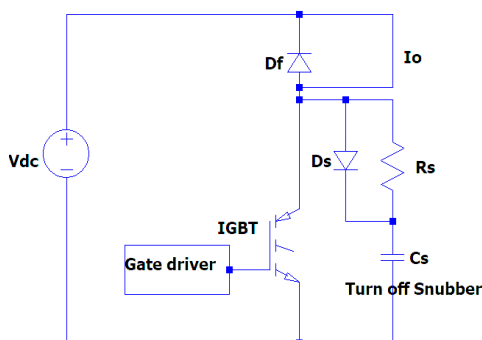 Df
Io
Vdc
Ds
Rs
IGBT
Gate driver
Cs
Turn off Snubber